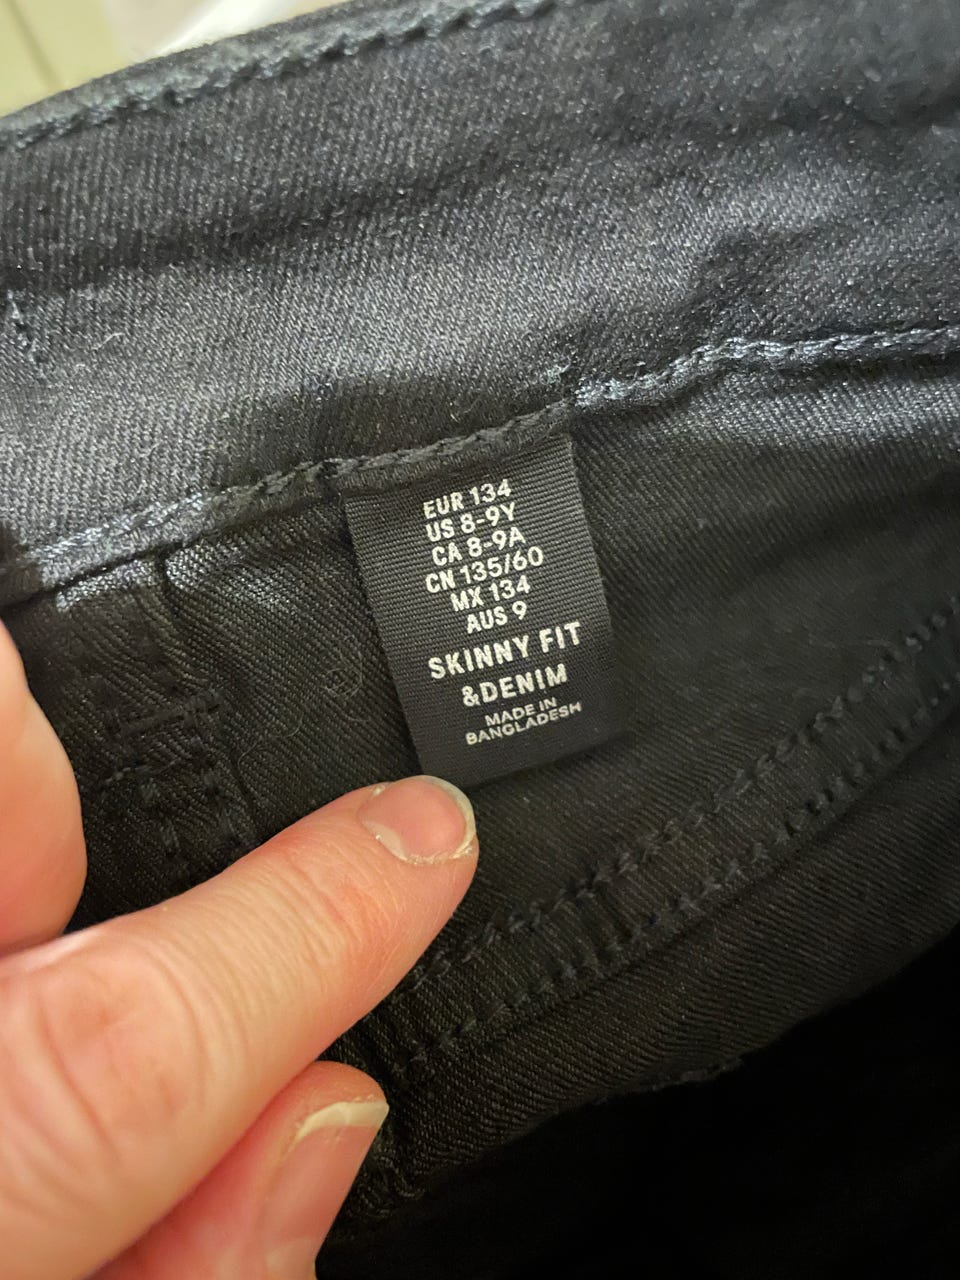 EUR 134
US 8-9Y
CA 8-9A
CN 135/60
MX 134
AUS 9
SKINNY FIT
&DENIM
MADE IN
BANGLADESH